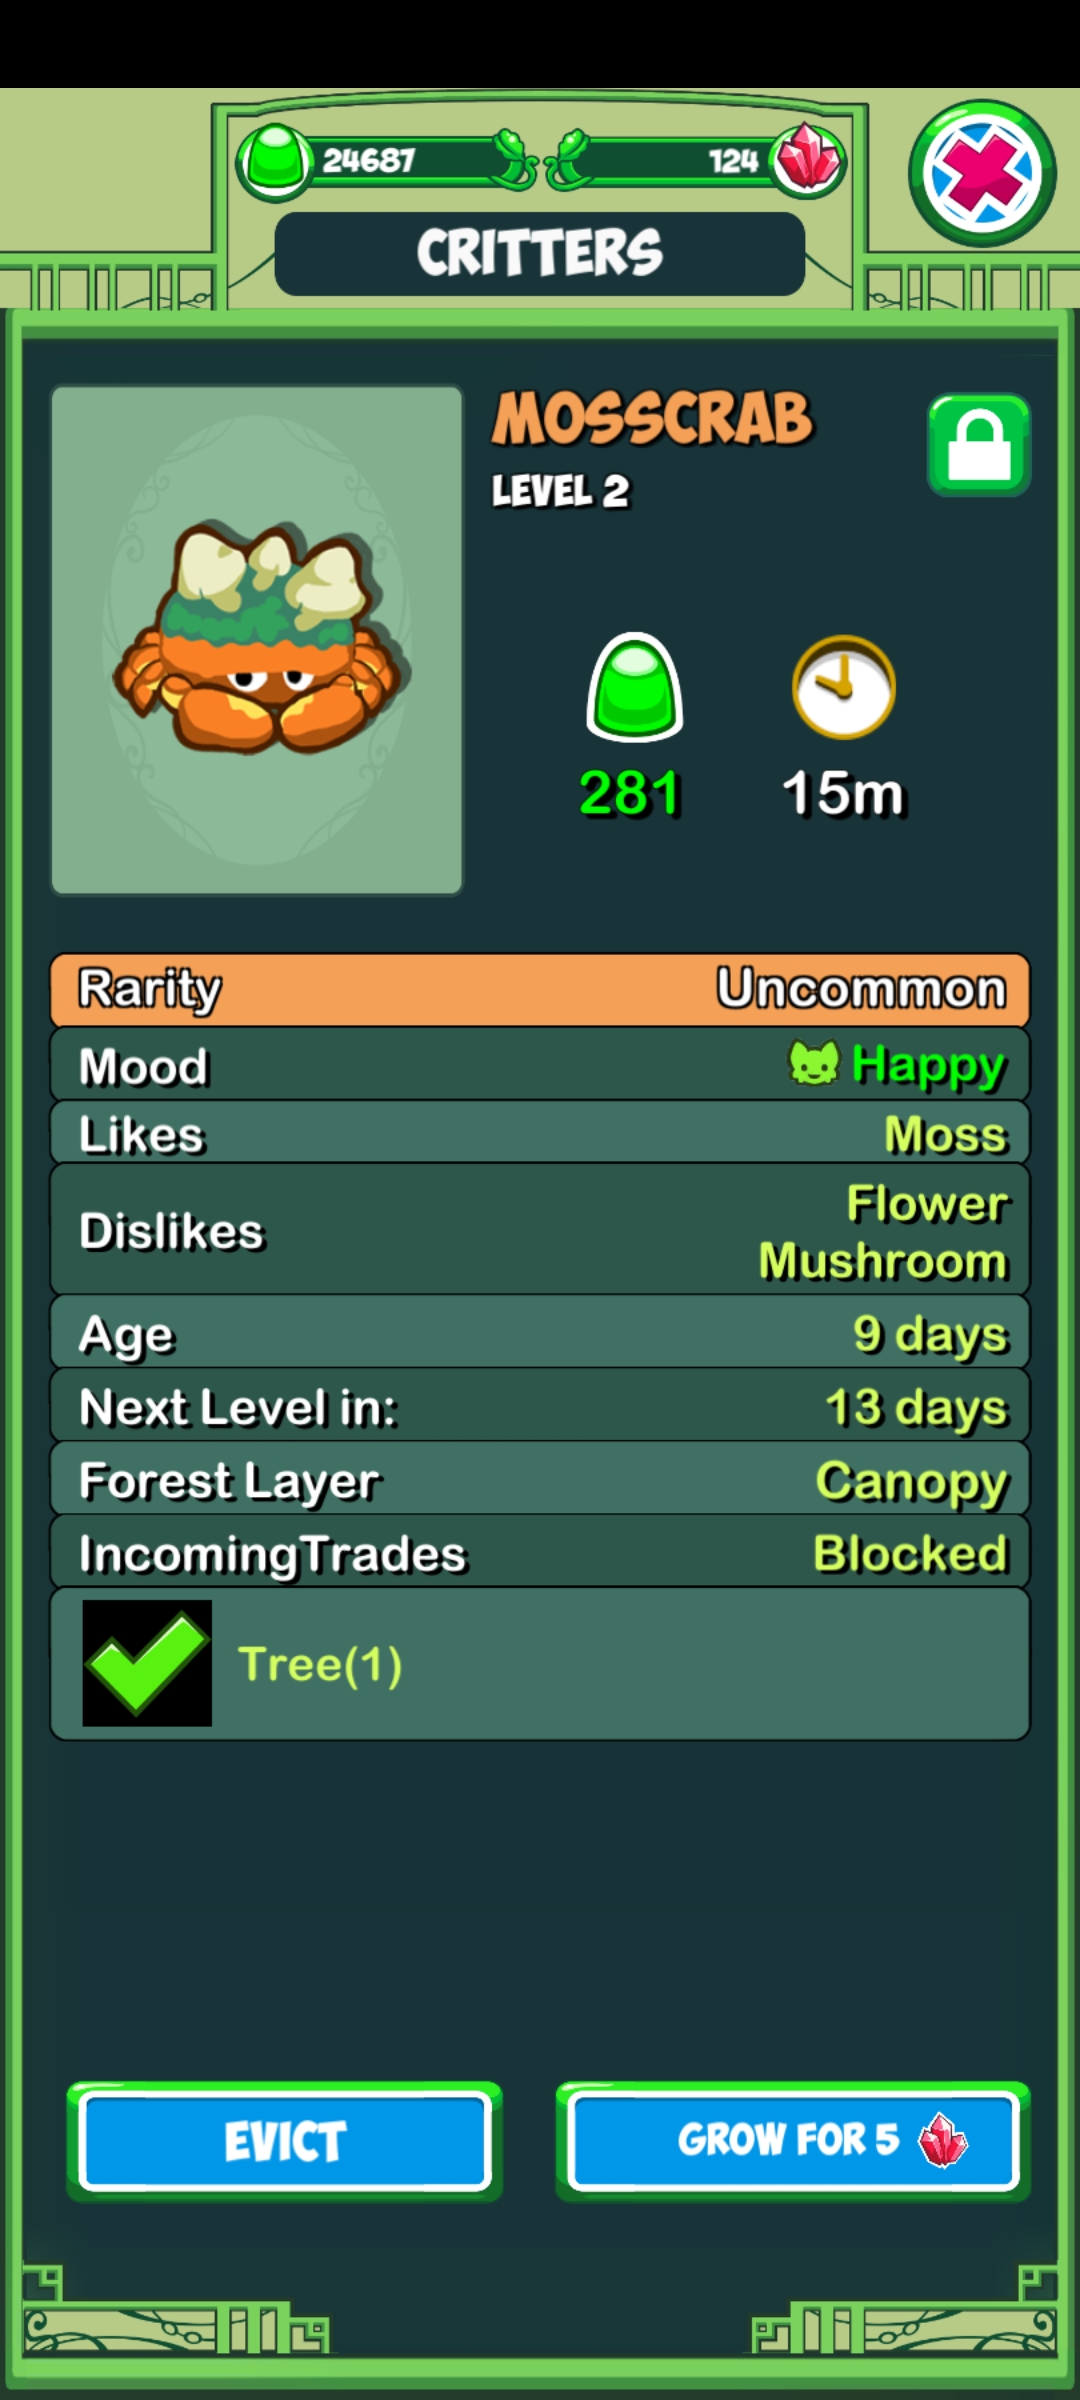 24687
124
CRITTERS
MOSSCRAB
LEVEL 2
281
15m
Rarity Uncommon
Mood Happy
Likes Moss
Dislikes Flower
Mushroom
Age 9 days
Next Level in: 13 days
Forest Layer Canopy
IncomingTrades Blocked
Tree(1)
EVICT
GROW FOR 5